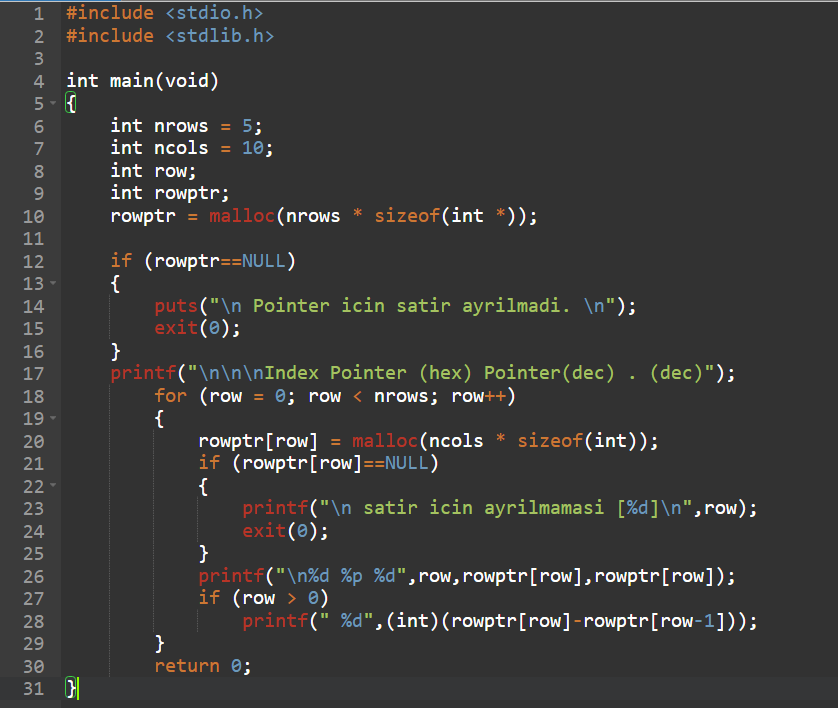 1 #include <stdio.h>
2 #include <stdlib.h>
3
4 int main(void)
5 {
6     int nrows = 5;
7     int ncols = 10;
8     int row;
9     int rowptr;
10     rowptr = malloc(nrows * sizeof(int *));
11
12     if (rowptr==NULL)
13     {
14         puts("\n Pointer icin satir ayrilmadi. \n");
15         exit(0);
16     }
17     printf("\n\n\nIndex Pointer (hex) Pointer(dec) . (dec)");
18         for (row = 0; row < nrows; row++)
19         {
20             rowptr[row] = malloc(ncols * sizeof(int));
21             if (rowptr[row]==NULL)
22             {
23                 printf("\n satir icin ayrilmamasi [%d]\n",row);
24                 exit(0);
25             }
26             printf("\n%d %p %d",row,rowptr[row],rowptr[row]);
27             if (row > 0)
28                 printf(" %d",(int)(rowptr[row]-rowptr[row-1]));
29         }
30         return 0;
31 }